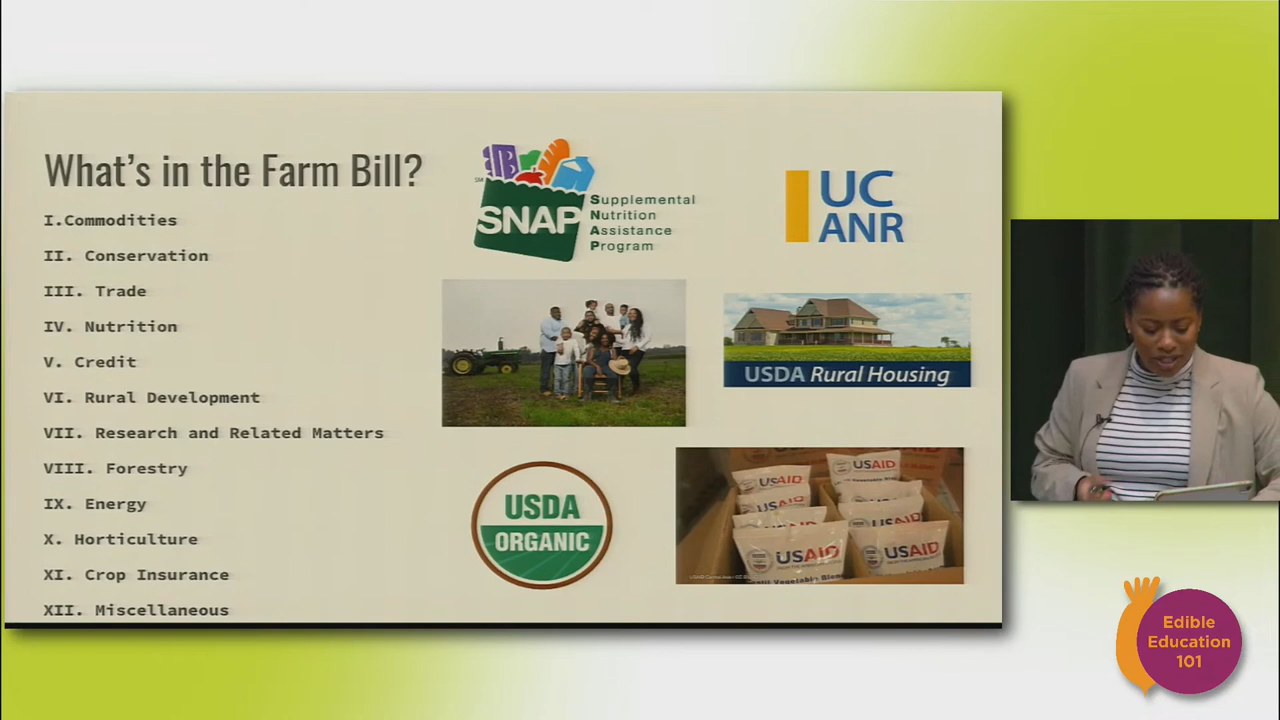 What's in the Farm Bill?
I.Commodities
II. Conservation
III. Trade
IV. Nutrition
V. Credit
VI. Rural Development
VII. Research and Related Matters
VIII. Forestry
IX. Energy
X. Horticulture
XI. Crop Insurance
XII. Miscellaneous
SM
SNAP
Supplemental
Nutrition
Assistance
Program
UC
ANR
USDA Rural Housing
USDA
ORGANIC
USAID
USAID
USAID
USAID
USAID
USAID
Edible
Education
101